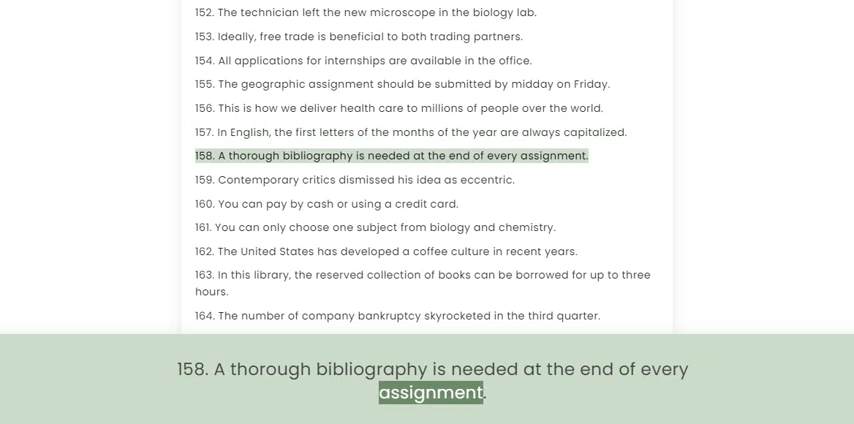 152. The technician left the new microscope in the biology lab.
153. Ideally, free trade is beneficial to both trading partners.
154. All applications for internships are available in the office.
155. The geographic assignment should be submitted by midday on Friday.
156. This is how we deliver health care to millions of people over the world.
157. In English, the first letters of the months of the year are always capitalized.
158. A thorough bibliography is needed at the end of every assignment.
159. Contemporary critics dismissed his idea as eccentric.
160. You can pay by cash or using a credit card.
161. You can only choose one subject from biology and chemistry.
162. The United States has developed a coffee culture in recent years.
163. In this library, the reserved collection of books can be borrowed for up to three
hours.
164. The number of company bankruptcy skyrocketed in the third quarter.
158. A thorough bibliography is needed at the end of every
assignment.